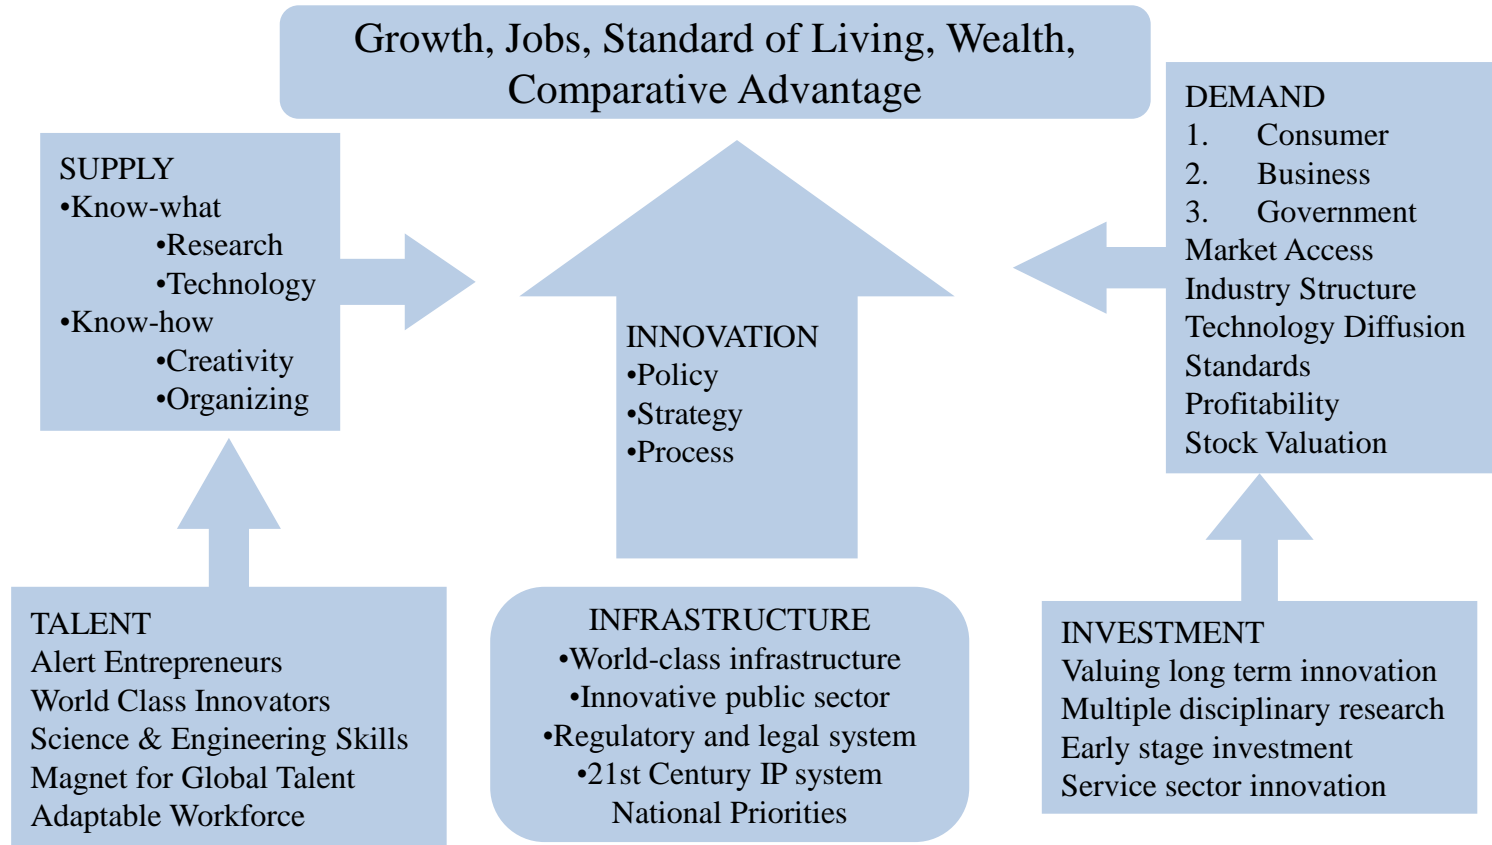 Growth, Jobs, Standard of Living, Wealth,
Comparative Advantage
SUPPLY
•Know-what
•Research
•Technology
•Know-how
•Creativity
•Organizing
INNOVATION
•Policy
•Strategy
•Process
DEMAND
1. Consumer
2. Business
3. Government
Market Access
Industry Structure
Technology Diffusion
Standards
Profitability
Stock Valuation
TALENT
Alert Entrepreneurs
World Class Innovators
Science & Engineering Skills
Magnet for Global Talent
Adaptable Workforce
INFRASTRUCTURE
•World-class infrastructure
•Innovative public sector
•Regulatory and legal system
•21st Century IP system
National Priorities
INVESTMENT
Valuing long term innovation
Multiple disciplinary research
Early stage investment
Service sector innovation